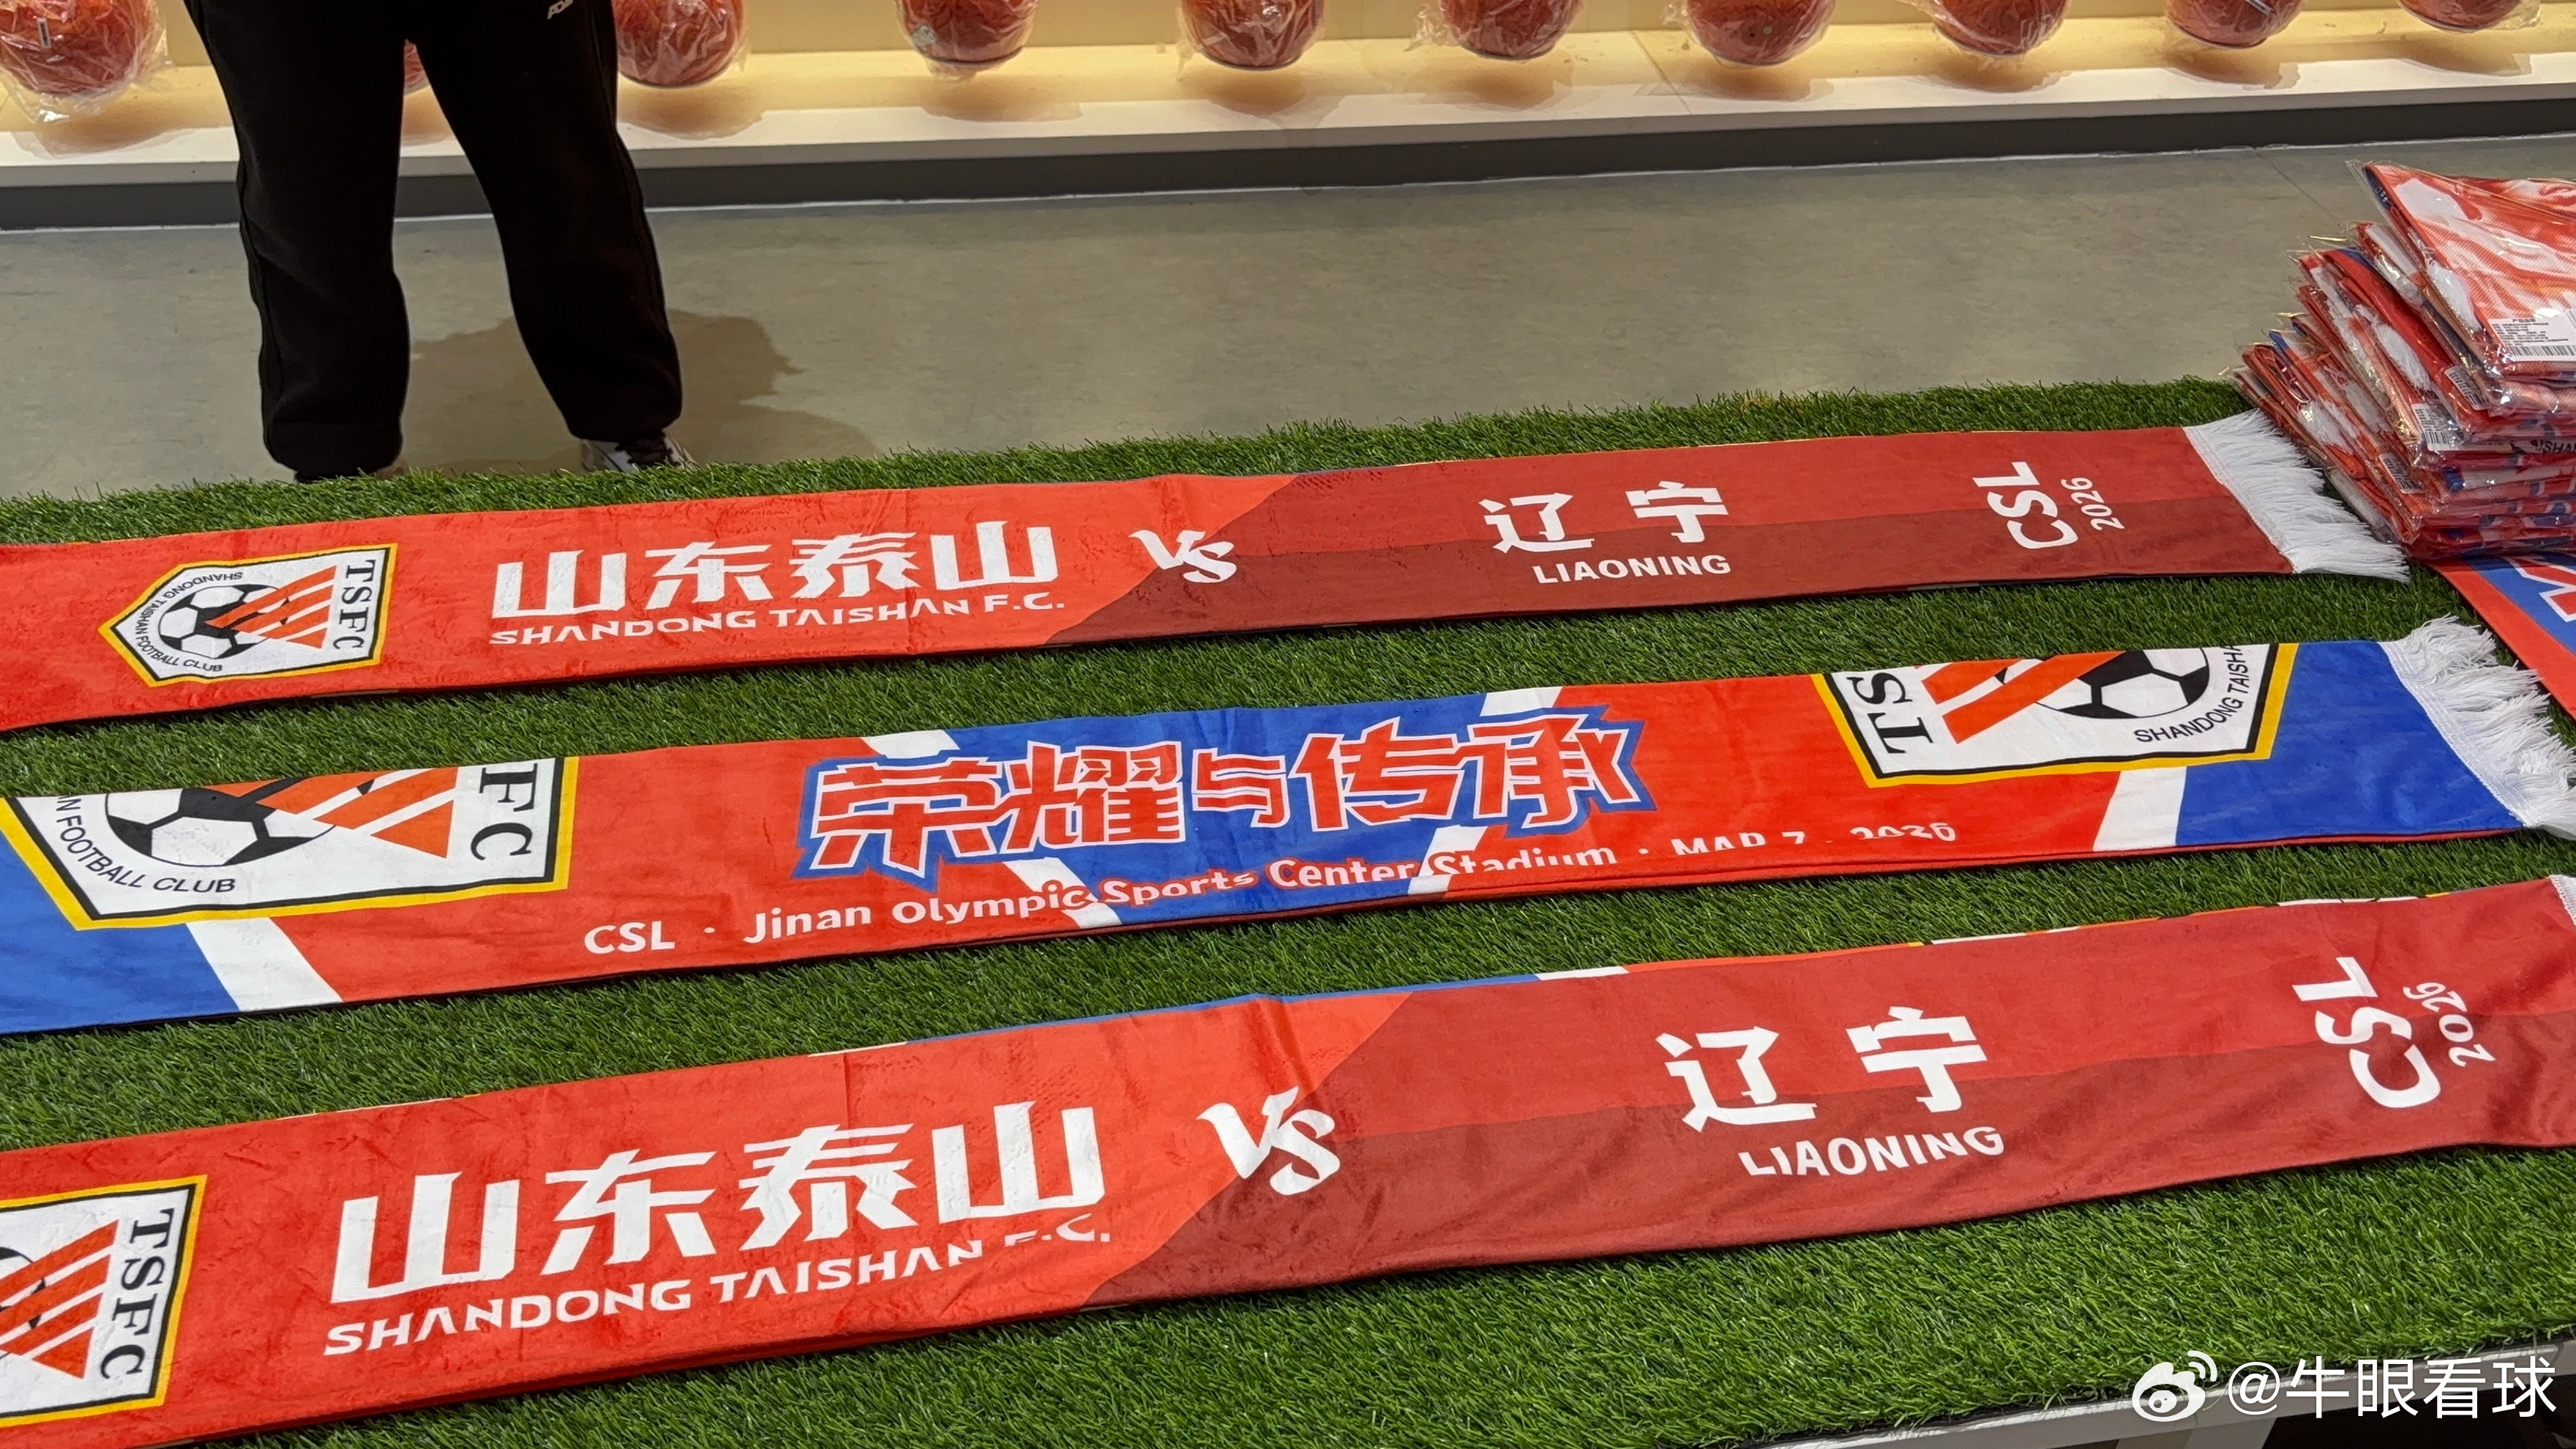 TSFC
SHANDONG TAISHAN FOOTBALL CLUB
山东泰山
SHANDONG TAISHAN F.C.
VS
辽宁
LIAONING
CSL
2026
N FOOTBALL CLUB
FC
荣耀与传承
CSL · Jinan Olympic Sports Center Stadium · MAR 7 . 2026
TS
SHANDONG TAISH
TSFC
山东泰山
SHANDONG TAISHAN F.C.
VS
辽宁
LIAONING
CSL
2026
@牛眼看球